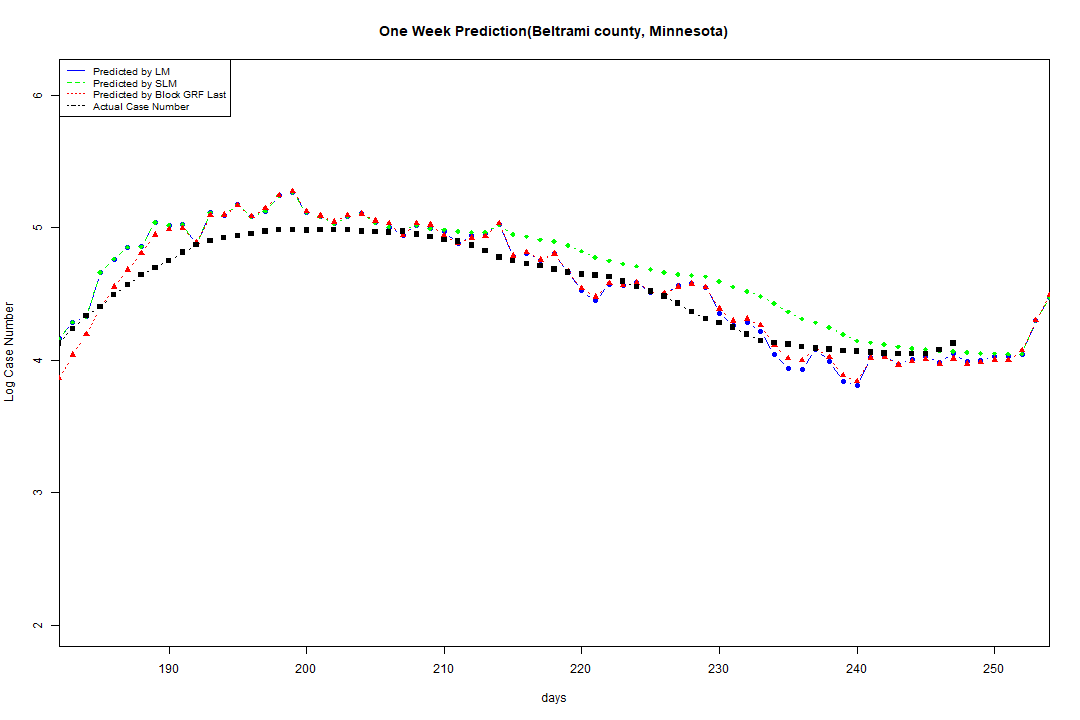 One Week Prediction(Beltrami county, Minnesota)
Predicted by LM
Predicted by SLM
Predicted by Block GRF Last
Actual Case Number
6
5
4
3
2
Log Case Number
190 200 210 220 230 240 250
days